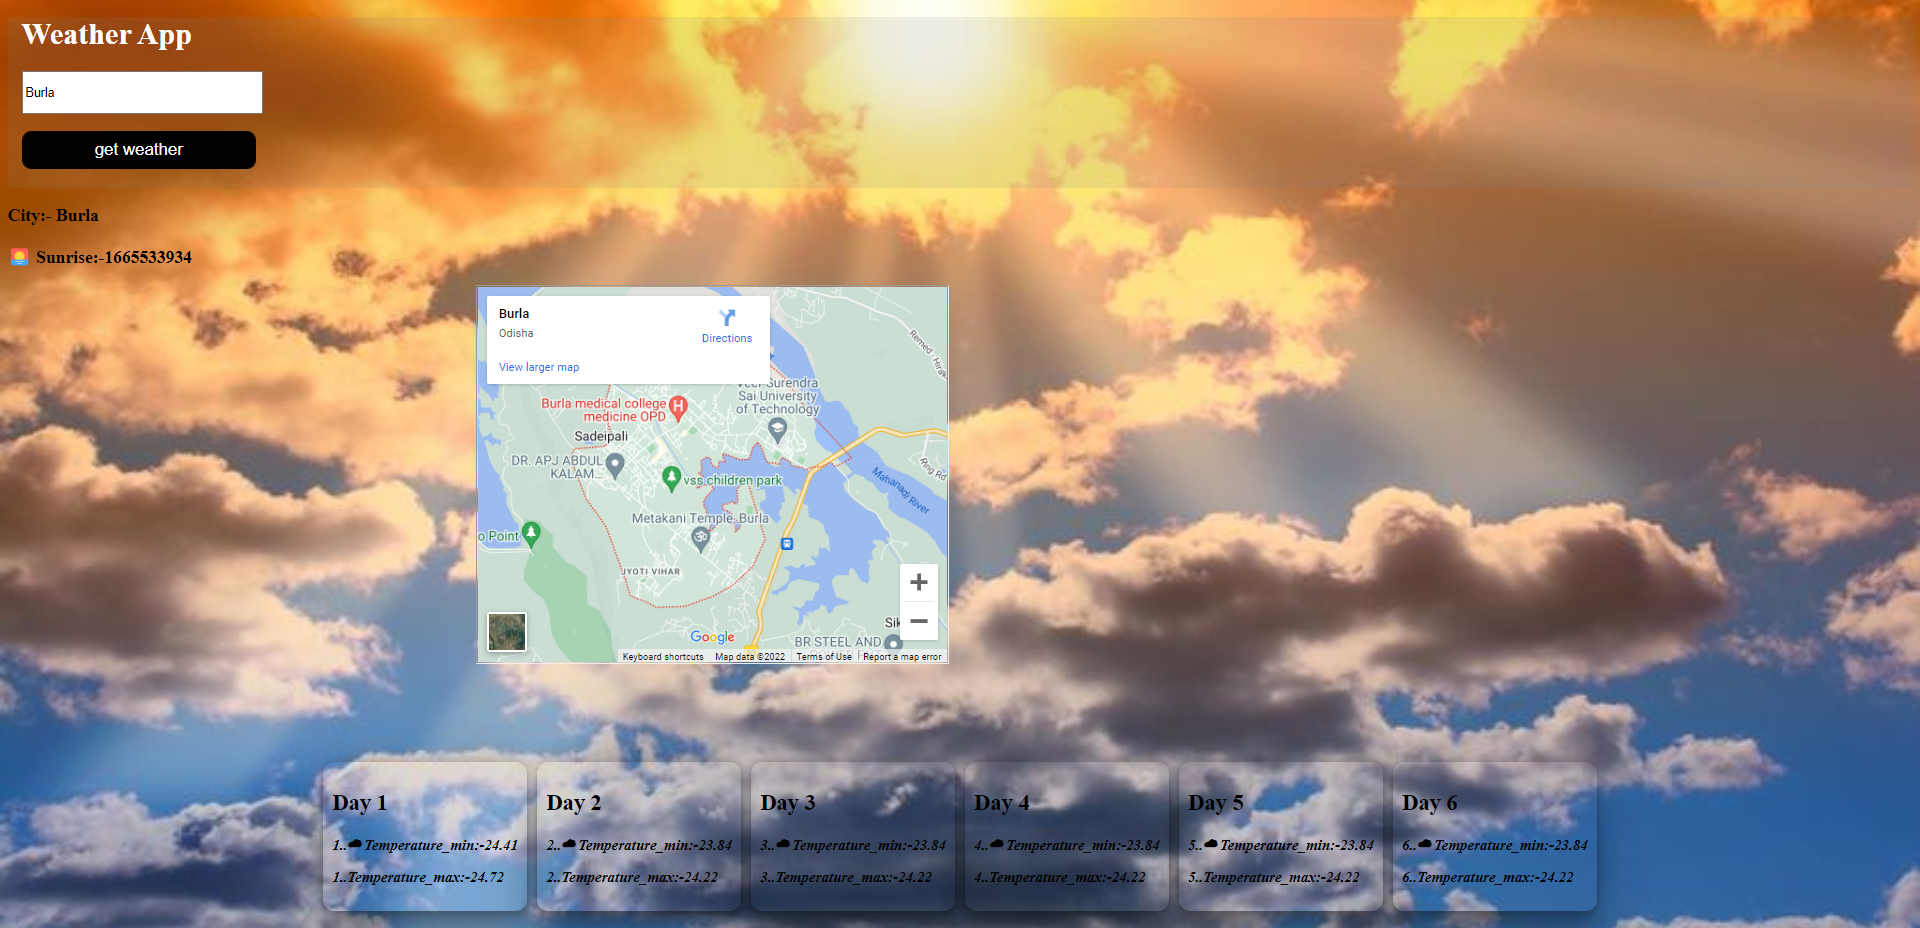 Weather App
Burla
get weather
City:- Burla
Sunrise:-1665533934
Burla
Odisha
Directions
View larger map
Remed - Hirak
Veer Surendra
Sai University
of Technology
Burla medical college
medicine OPD
Sadeipali
DR. APJ ABDUL
KALAM...
vss children park
Ring Rd
Mahanadi River
Metakani Temple, Burla
o Point
JYOTI VIHAR
Google
BR STEEL AND
Sik
Keyboard shortcuts Map data ©2022 Terms of Use Report a map error
Day 1
1..☁Temperature_min:-24.41
1..Temperature_max:-24.72
Day 2
2..☁Temperature_min:-23.84
2..Temperature_max:-24.22
Day 3
3..☁Temperature_min:-23.84
3..Temperature_max:-24.22
Day 4
4..☁Temperature_min:-23.84
4..Temperature_max:-24.22
Day 5
5..☁Temperature_min:-23.84
5..Temperature_max:-24.22
Day 6
6..☁Temperature_min:-23.84
6..Temperature_max:-24.22